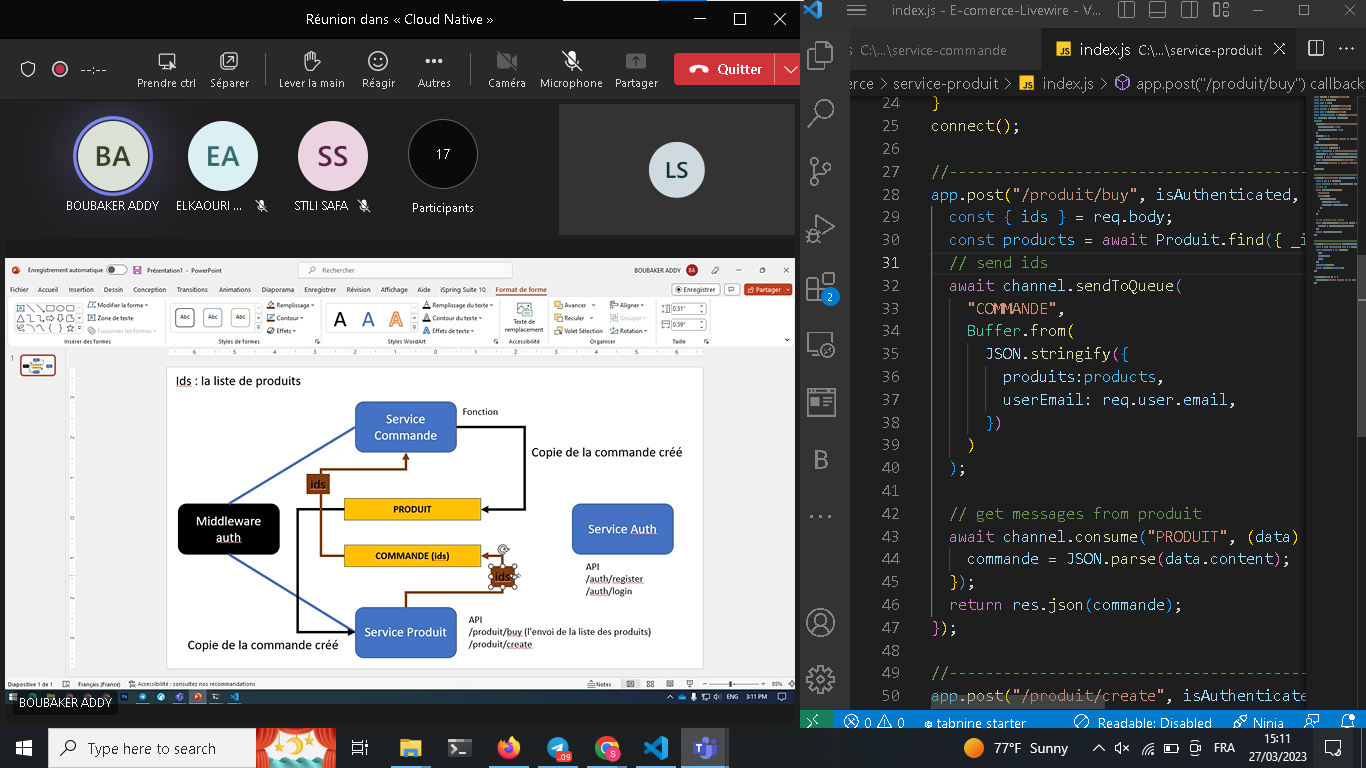 Réunion dans « Cloud Native »
--:--
Prendre ctrl
Séparer
Lever la main
Réagir
Autres
Caméra
Microphone
Partager
Quitter
BA
BOUBAKER ADDY
EA
ELKAOURI ...
SS
STILI SAFA
17
Participants
LS
Enregistrement automatique
Présentation1 - PowerPoint
Rechercher
BOUBAKER ADDY
BA
Fichier
Accueil
Insertion
Dessin
Conception
Transitions
Animations
Diaporama
Enregistrer
Révision
Affichage
Aide
iSpring Suite 10
Format de forme
Enregistrer
Partager
Modifier la forme
Zone de texte
Fusionner les formes
Insérer des formes
Abc
Abc
Abc
Remplissage
Contour
Effets
Styles de formes
A
A
A
Remplissage du texte
Contour du texte
Effets de texte
Styles WordArt
Texte de
remplacement
Accessibilité
Avancer
Reculer
Volet Sélection
Aligner
Grouper
Rotation
Organiser
0.51"
0.59"
Taille
1
Ids : la liste de produits
Service
Commande
Fonction
Copie de la commande créé
ids
PRODUIT
Middleware
auth
Service Auth
COMMANDE (ids)
ids
API
/auth/register
/auth/login
Service Produit
API
/produit/buy (l'envoi de la liste des produits)
/produit/create
Copie de la commande créé
Diapositive 1 de 1
Français (France)
Accessibilité : consultez nos recommandations
Notes
85%
ENG
3:11 PM
BOUBAKER ADDY
index.js - E-comerce-Livewire - V...
C:\...\service-commande
JS index.js C:\...\service-produit
erce > service-produit > JS index.js > app.post("/produit/buy") callback
24 }
25 connect();
26
27 //--------------------------------------
28 app.post("/produit/buy", isAuthenticated,
29 const { ids } = req.body;
30 const products = await Produit.find({ _i
31 // send ids
32 await channel.sendToQueue(
33 "COMMANDE",
34 Buffer.from(
35 JSON.stringify({
36 produits:products,
37 userEmail: req.user.email,
38 })
39 )
40 );
41
42 // get messages from produit
43 await channel.consume("PRODUIT", (data)
44 commande = JSON.parse(data.content);
45 });
46 return res.json(commande);
47 });
48
49 //--------------------------------------
50 app.post("/produit/create", isAuthenticate
2
B
0
0
tabnine starter
Readable: Disabled
Ninja
Type here to search
.09
S
77°F Sunny
FRA
15:11
27/03/2023